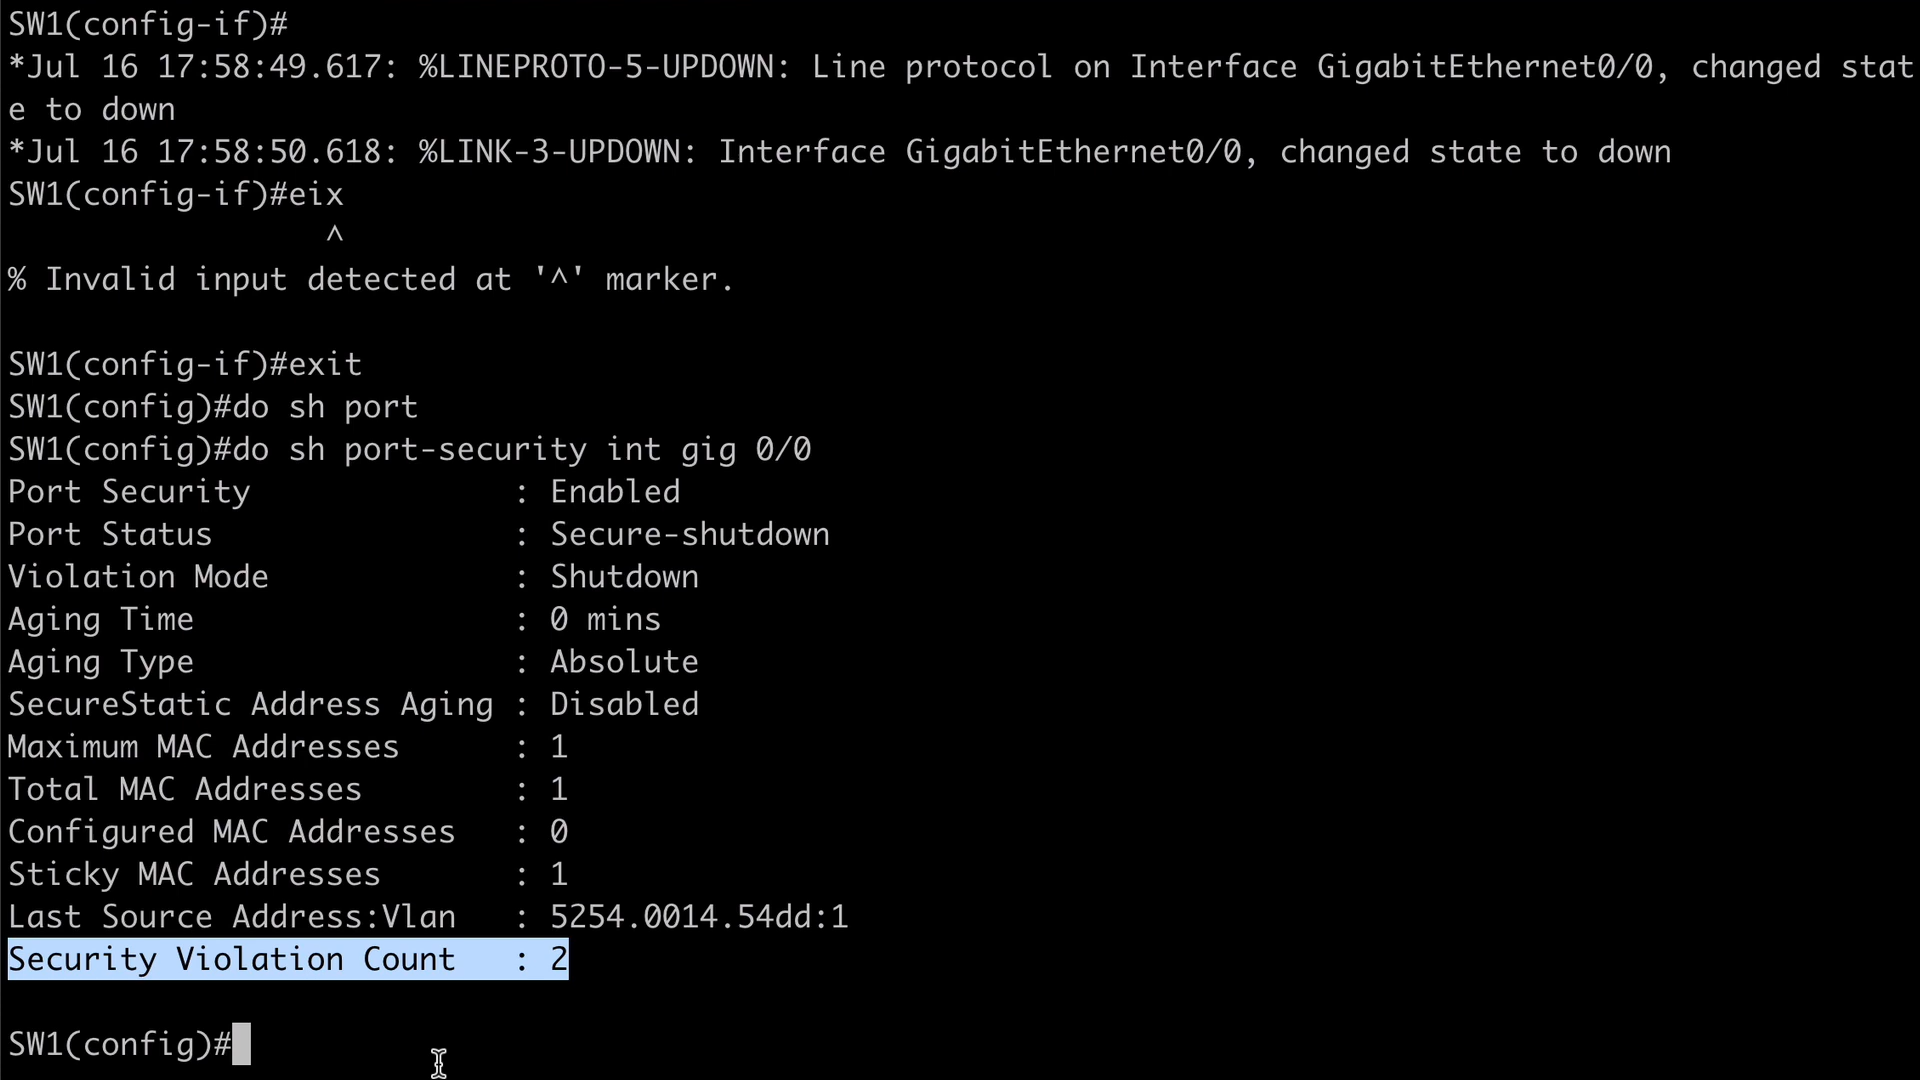 SW1(config-if)#
*Jul 16 17:58:49.617: %LINEPROTO-5-UPDOWN: Line protocol on Interface GigabitEthernet0/0, changed stat
e to down
*Jul 16 17:58:50.618: %LINK-3-UPDOWN: Interface GigabitEthernet0/0, changed state to down
SW1(config-if)#eix
                 ^
% Invalid input detected at '^' marker.

SW1(config-if)#exit
SW1(config)#do sh port
SW1(config)#do sh port-security int gig 0/0
Port Security              : Enabled
Port Status                : Secure-shutdown
Violation Mode             : Shutdown
Aging Time                 : 0 mins
Aging Type                 : Absolute
SecureStatic Address Aging : Disabled
Maximum MAC Addresses      : 1
Total MAC Addresses        : 1
Configured MAC Addresses   : 0
Sticky MAC Addresses       : 1
Last Source Address:Vlan   : 5254.0014.54dd:1
Security Violation Count   : 2

SW1(config)#